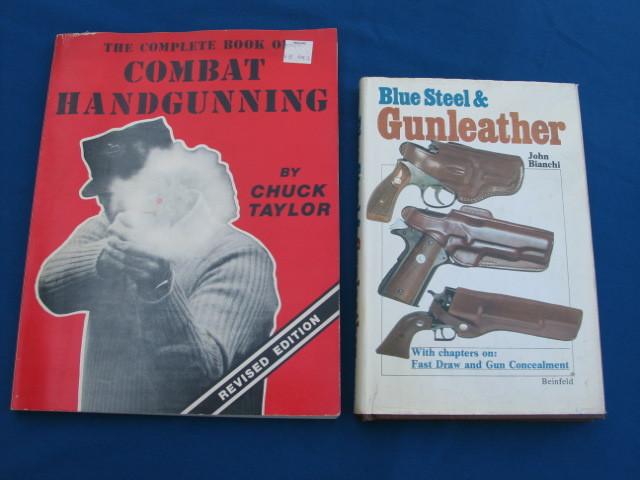 THE COMPLETE BOOK OF
COMBAT
HANDGUNNING
BY
CHUCK
TAYLOR
REVISED EDITION
Blue Steel &
Gunleather
John
Bianchi
With chapters on:
Fast Draw and Gun Concealment
Beinfeld